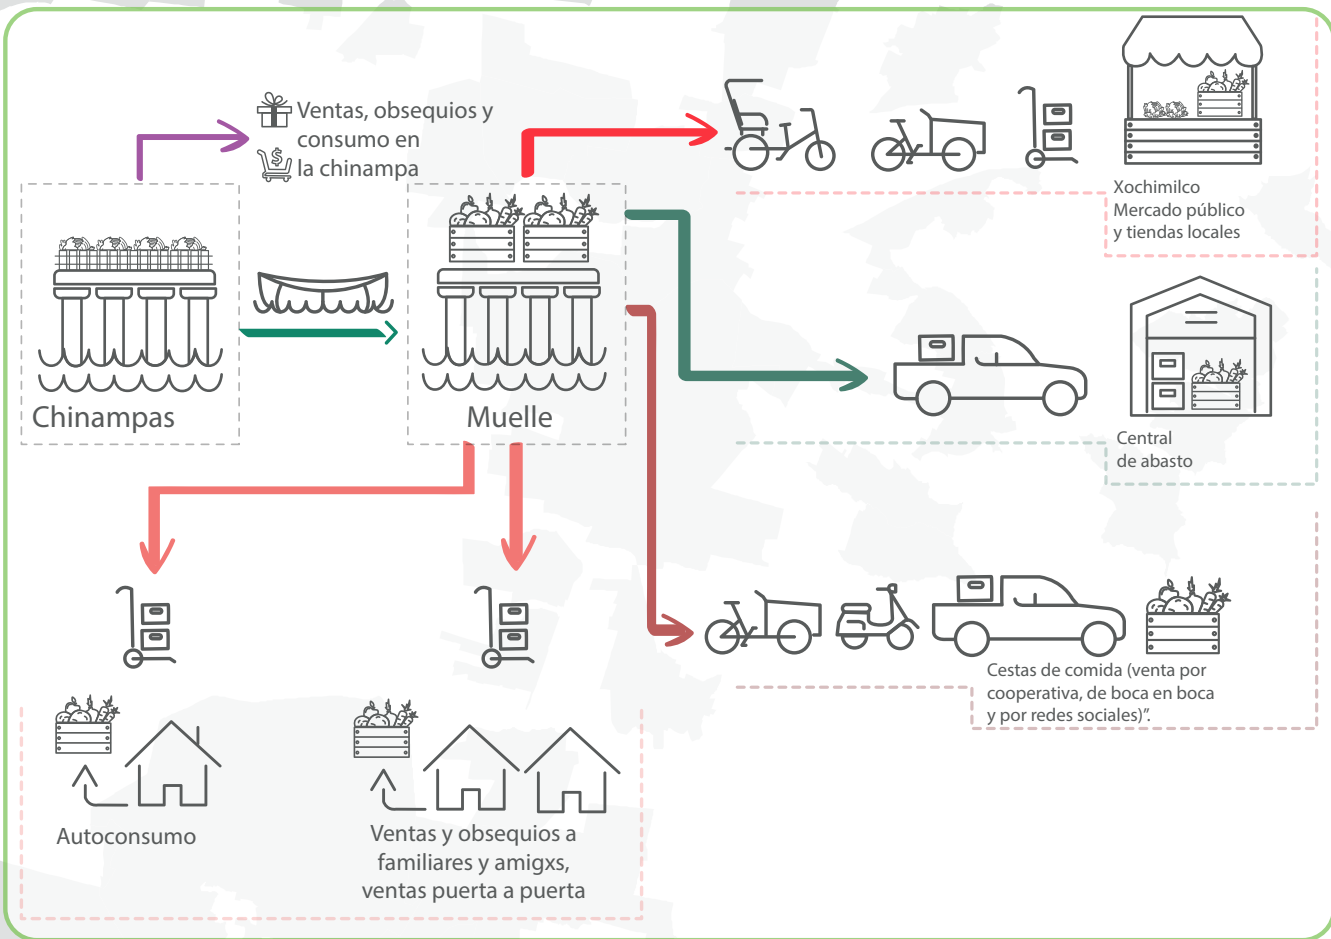 Ventas, obsequios y
consumo en
la chinampa
$
Chinampas
Muelle
Xochimilco
Mercado público
y tiendas locales
Central
de abasto
Cestas de comida (venta por
cooperativa, de boca en boca
y por redes sociales)”.
Autoconsumo
Ventas y obsequios a
familiares y amigxs,
ventas puerta a puerta